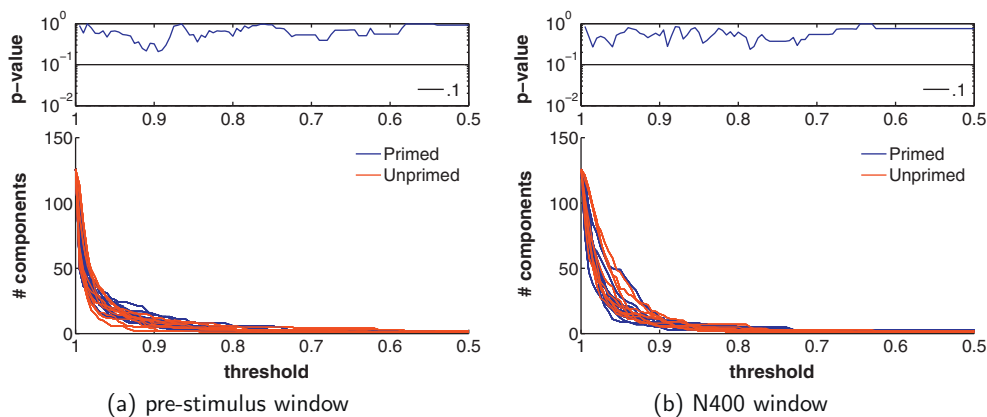 p-value
10^0
10^-1
10^-2
.1
1 0.9 0.8 0.7 0.6 0.5
# components
150
100
50
0
Primed
Unprimed
1 0.9 0.8 0.7 0.6 0.5
threshold
(a) pre-stimulus window
p-value
10^0
10^-1
10^-2
.1
1 0.9 0.8 0.7 0.6 0.5
# components
150
100
50
0
Primed
Unprimed
1 0.9 0.8 0.7 0.6 0.5
threshold
(b) N400 window